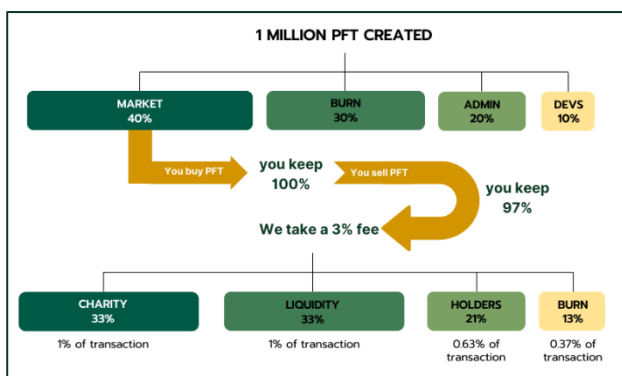 1 MILLION PFT CREATED
MARKET
40%
BURN
30%
ADMIN
20%
DEVS
10%
You buy PFT
you keep
100%
You sell PFT
you keep
97%
We take a 3% fee
CHARITY
33%
LIQUIDITY
33%
HOLDERS
21%
BURN
13%
1% of transaction
1% of transaction
0.63% of
transaction
0.37% of
transaction